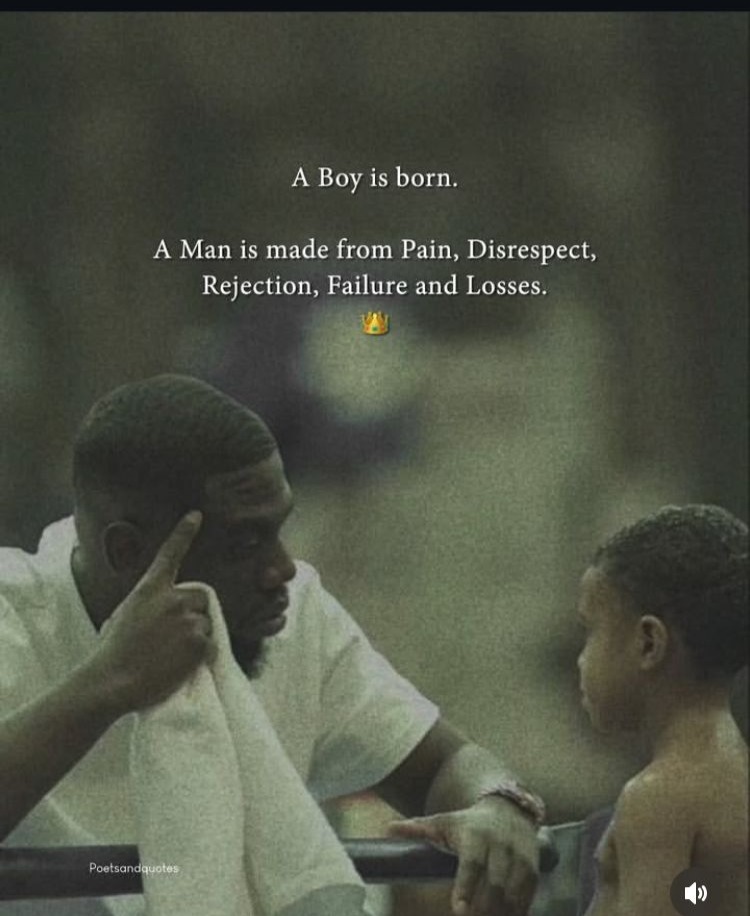 A Boy is born.
A Man is made from Pain, Disrespect,
Rejection, Failure and Losses.
👑
Poetsandquotes